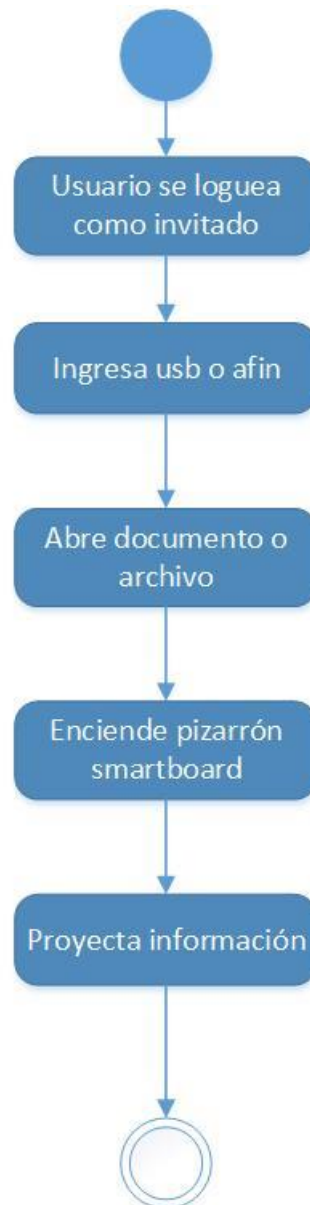 Usuario se loguea
como invitado
Ingresa usb o afin
Abre documento o
archivo
Enciende pizarrón
smartboard
Proyecta información